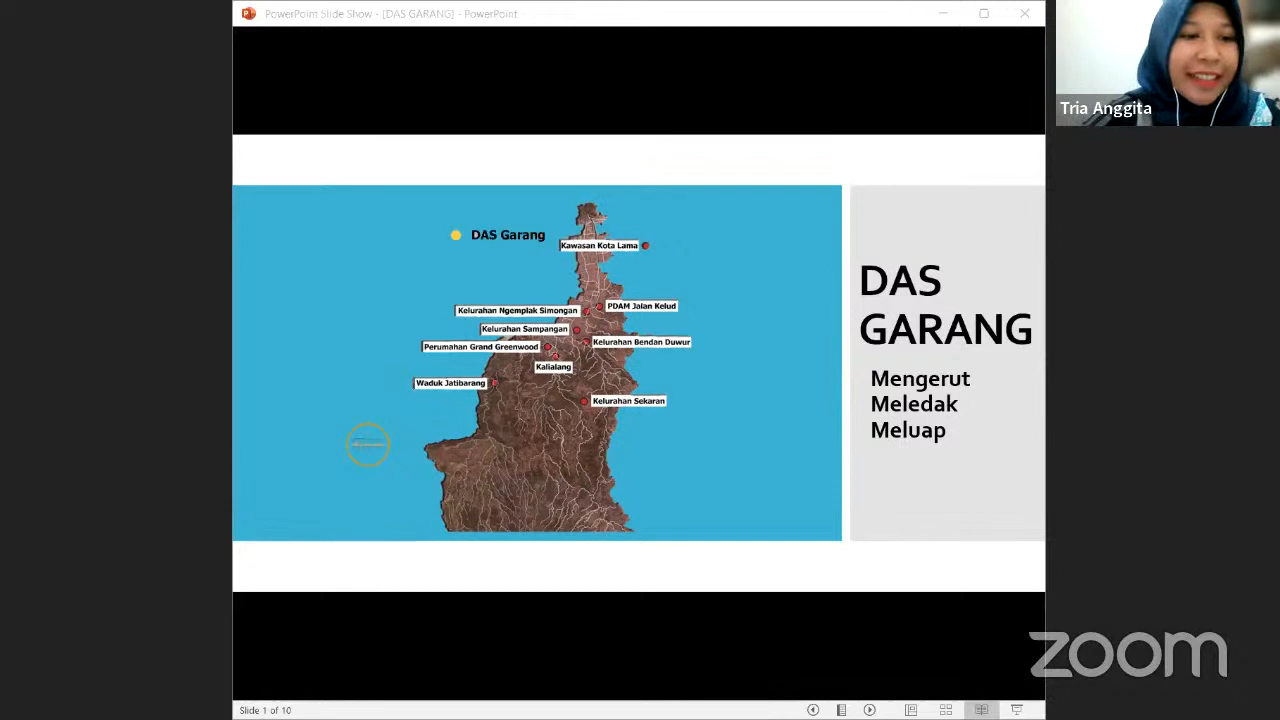 PowerPoint Slide Show - [DAS GARANG] - PowerPoint
Tria Anggita
DAS Garang
Kawasan Kota Lama
PDAM Jalan Kelud
Kelurahan Ngemplak Simongan
Kelurahan Sampangan
Kelurahan Bendan Duwur
Perumahan Grand Greenwood
Kalialang
Waduk Jatibarang
Kelurahan Sekaran
DAS
GARANG
Mengerut
Meledak
Meluap
zoom
Slide 1 of 10